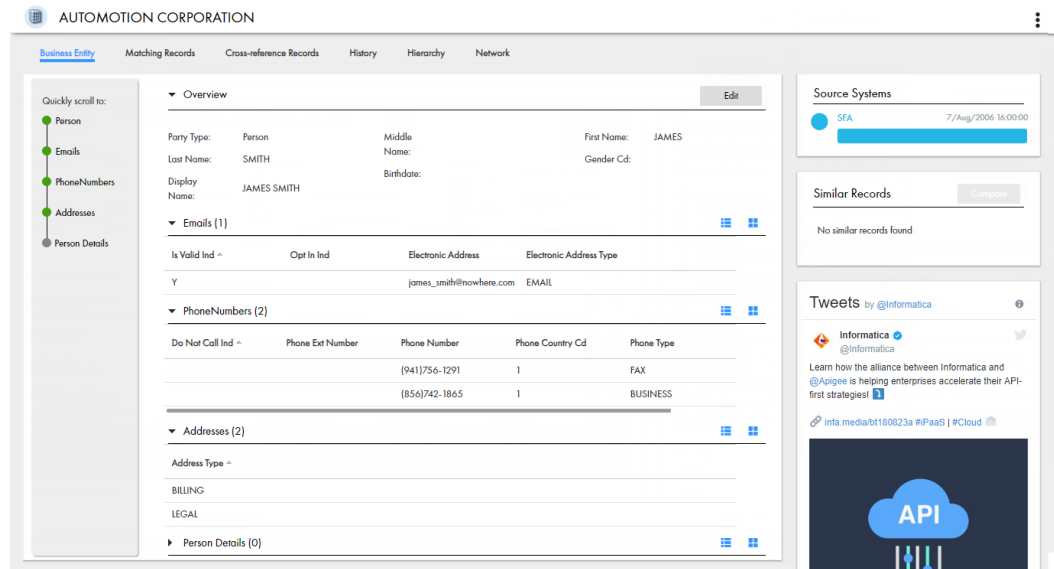 AUTOMOTION CORPORATION
Business Entity Matching Records Cross-reference Records History Hierarchy Network
Quickly scroll to:
Person
Emails
PhoneNumbers
Addresses
Person Details
Overview Edit
Party Type: Person Middle Name: First Name: JAMES
Last Name: SMITH Birthdate: Gender Cd:
Display Name: JAMES SMITH
Emails (1)
Is Valid Ind Opt In Ind Electronic Address Electronic Address Type
Y james_smith@nowhere.com EMAIL
PhoneNumbers (2)
Do Not Call Ind Phone Ext Number Phone Number Phone Country Cd Phone Type
(941)756-1291 1 FAX
(856)742-1865 1 BUSINESS
Addresses (2)
Address Type
BILLING
LEGAL
Person Details (0)
Source Systems
SFA 7/Aug/2006 16:00:00
Similar Records Compare
No similar records found
Tweets by @Informatica
Informatica
@Informatica
Learn how the alliance between Informatica and
@Apigee is helping enterprises accelerate their API-
first strategies!
infa.media/bt180823a #iPaaS | #Cloud
API